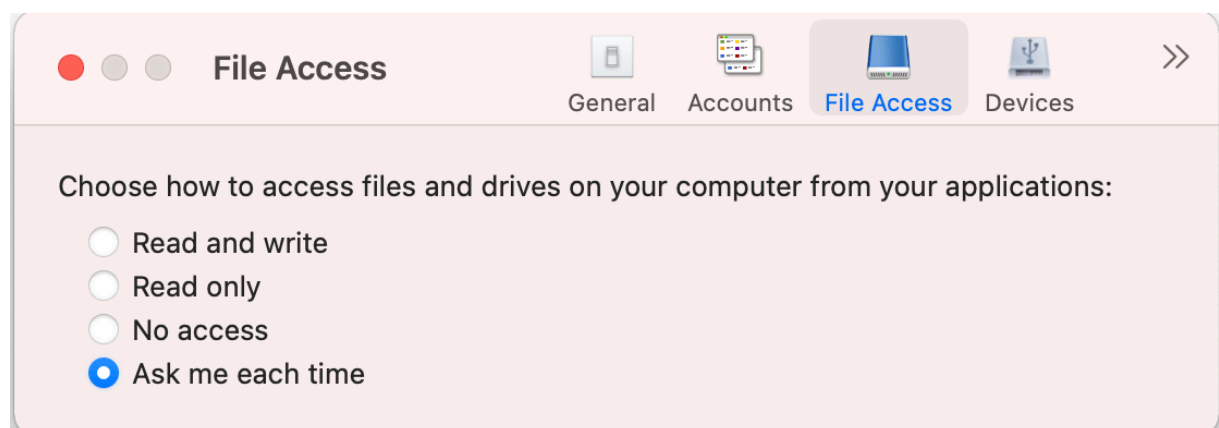 File Access
General Accounts File Access Devices
Choose how to access files and drives on your computer from your applications:
Read and write
Read only
No access
Ask me each time